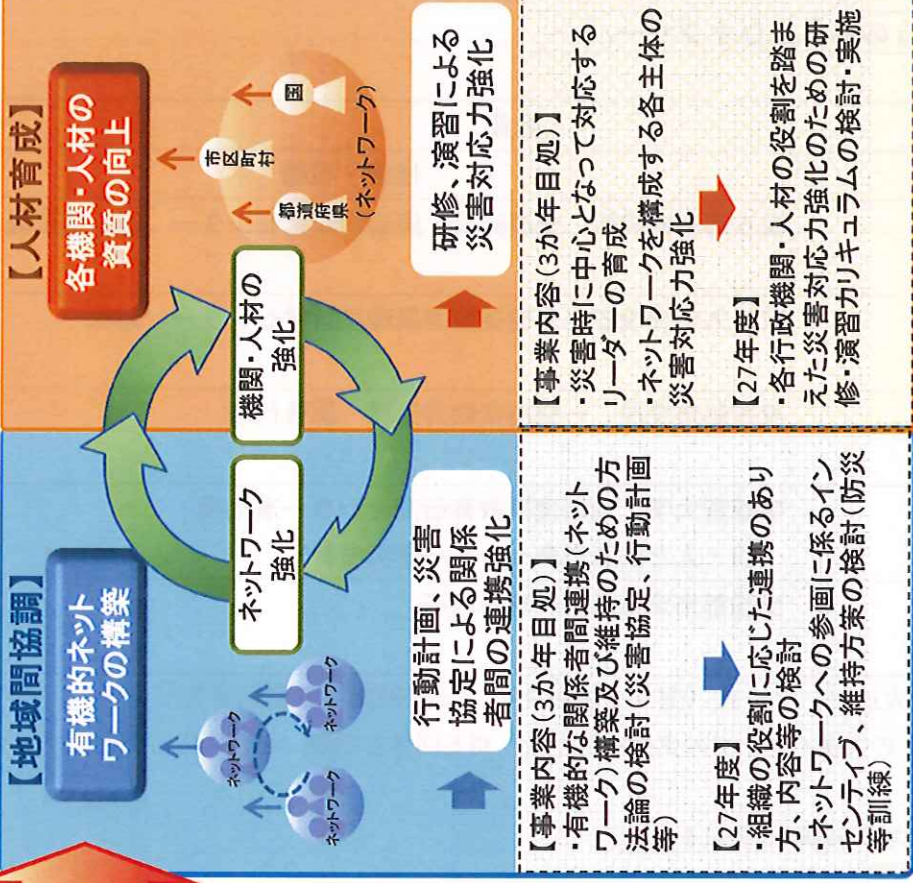 【地域間協調】
有機的ネット
ワークの構築
ネットワーク
ネットワーク
ネットワーク
ネットワーク
強化
行動計画、災害
協定による関係
者間の連携強化
【事業内容(3か年目処)】
・有機的な関係者間連携(ネット
ワーク)構築及び維持のための方
法論の検討(災害協定、行動計画
等)
【27年度】
・組織の役割に応じた連携のあり
方、内容等の検討
・ネットワークへの参画に係るイン
センティブ、維持方策の検討(防災
等訓練)
【人材育成】
各機関・人材の
資質の向上
市区町村
都道府県
国
(ネットワーク)
機関・人材の
強化
研修、演習による
災害対応力強化
【事業内容(3か年目処)】
・災害時に中心となって対応する
リーダーの育成
・ネットワークを構成する各主体の
災害対応力強化
【27年度】
・各行政機関・人材の役割を踏ま
えた災害対応力強化のための研
修・演習カリキュラムの検討・実施